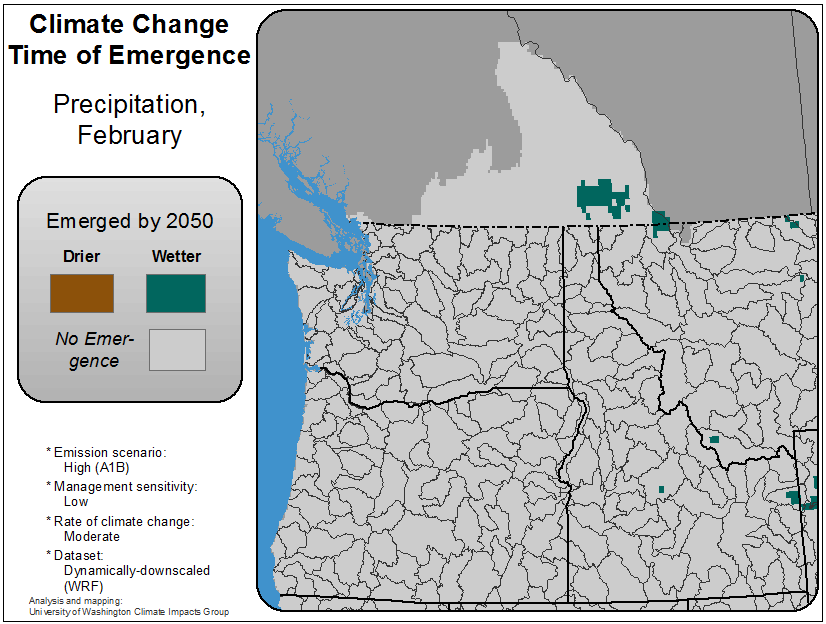 Climate Change
Time of Emergence
Precipitation,
February
Emerged by 2050
Drier Wetter
No Emer-
gence
* Emission scenario:
High (A1B)
* Management sensitivity:
Low
* Rate of climate change:
Moderate
* Dataset:
Dynamically-downscaled
(WRF)
Analysis and mapping:
University of Washington Climate Impacts Group